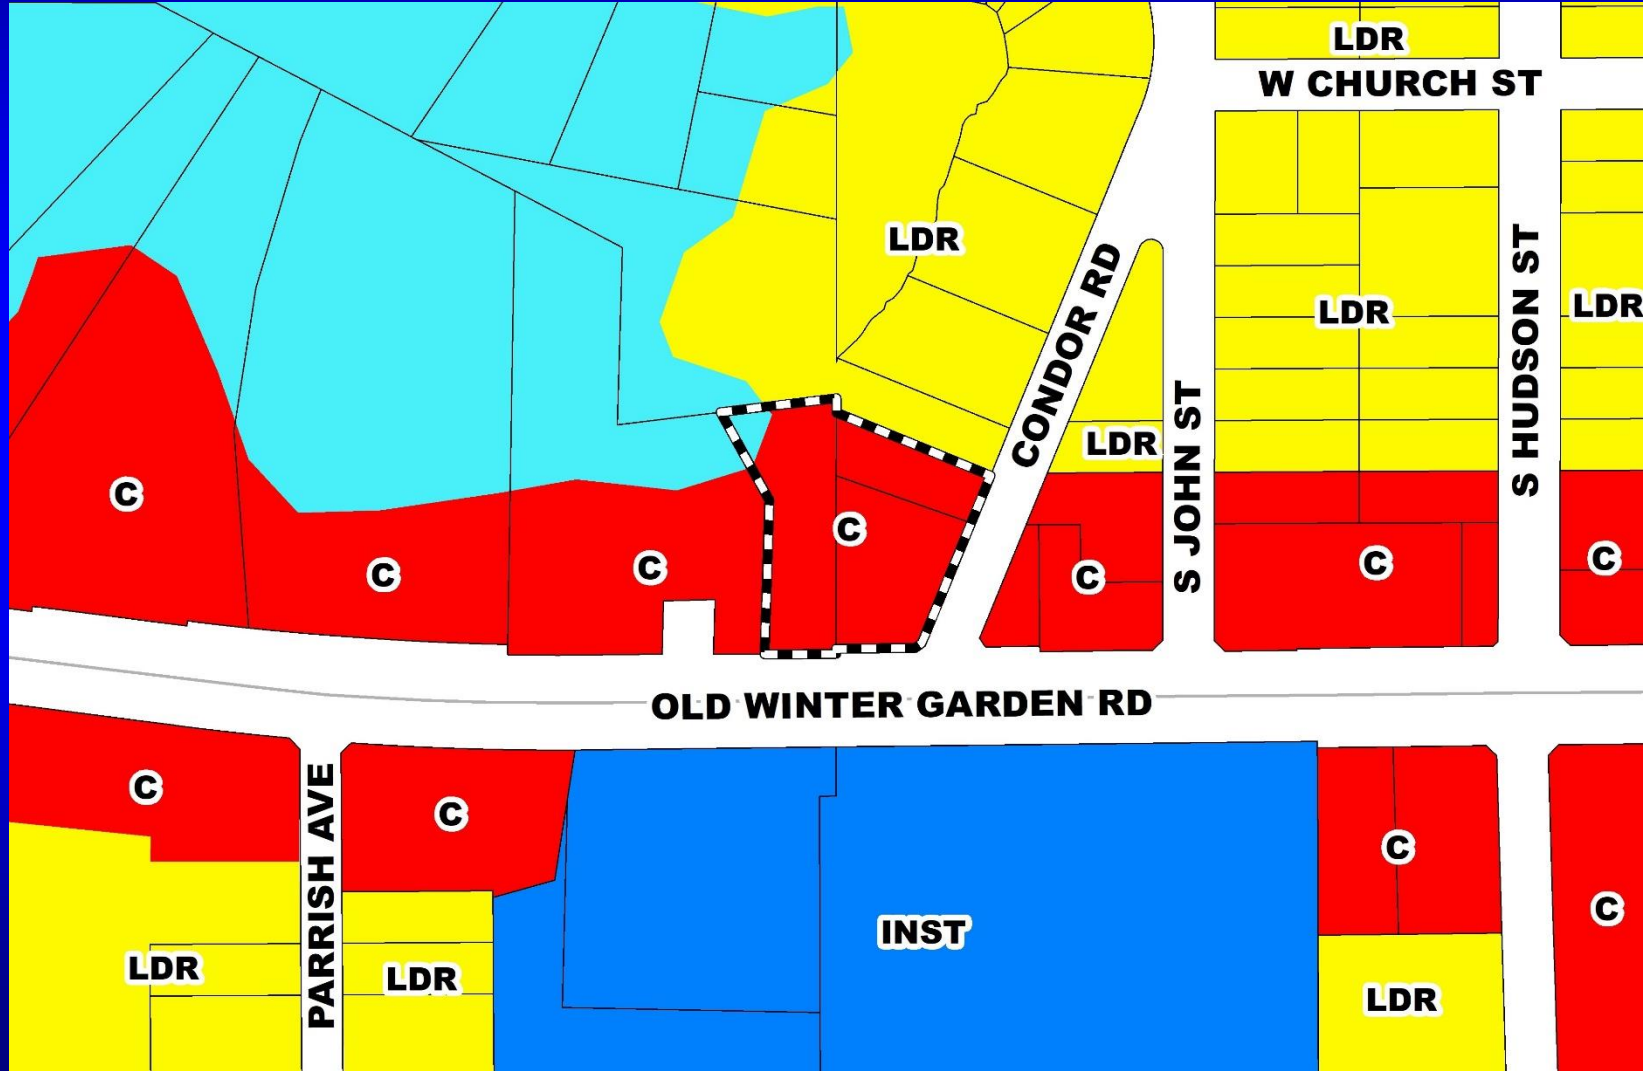 LDR
W CHURCH ST
LDR
CONDOR RD
LDR
LDR
S HUDSON ST
LDR
S JOHN ST
C
C
C
C
C
C
C
OLD WINTER GARDEN RD
C
PARRISH AVE
C
C
C
INST
LDR
LDR
LDR